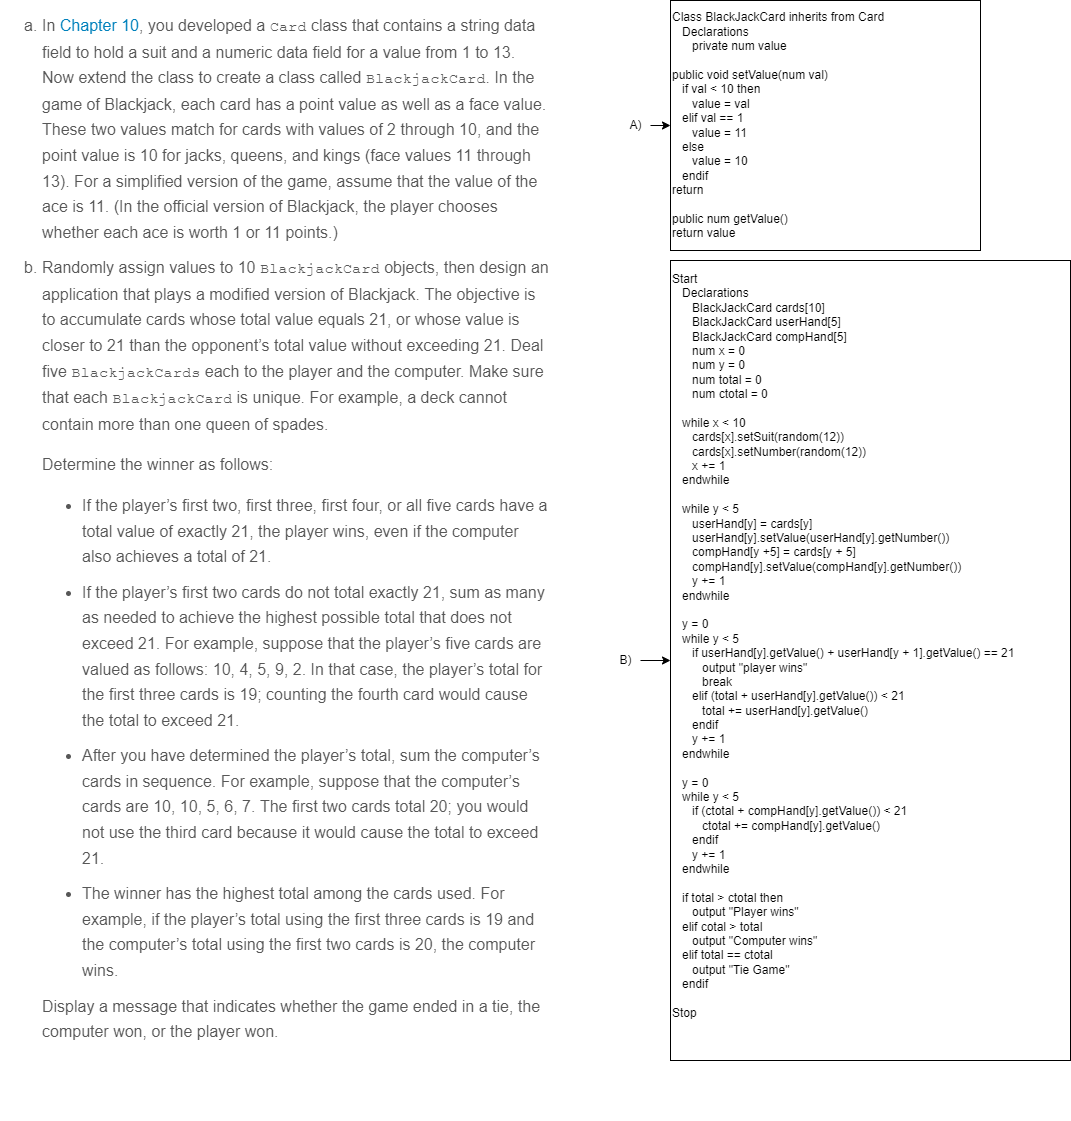 a. In Chapter 10, you developed a Card class that contains a string data
field to hold a suit and a numeric data field for a value from 1 to 13.
Now extend the class to create a class called BlackjackCard. In the
game of Blackjack, each card has a point value as well as a face value.
These two values match for cards with values of 2 through 10, and the
point value is 10 for jacks, queens, and kings (face values 11 through
13). For a simplified version of the game, assume that the value of the
ace is 11. (In the official version of Blackjack, the player chooses
whether each ace is worth 1 or 11 points.)
b. Randomly assign values to 10 BlackjackCard objects, then design an
application that plays a modified version of Blackjack. The objective is
to accumulate cards whose total value equals 21, or whose value is
closer to 21 than the opponent's total value without exceeding 21. Deal
five BlackjackCards each to the player and the computer. Make sure
that each BlackjackCard is unique. For example, a deck cannot
contain more than one queen of spades.
Determine the winner as follows:
• If the player's first two, first three, first four, or all five cards have a
total value of exactly 21, the player wins, even if the computer
also achieves a total of 21.
• If the player's first two cards do not total exactly 21, sum as many
as needed to achieve the highest possible total that does not
exceed 21. For example, suppose that the player's five cards are
valued as follows: 10, 4, 5, 9, 2. In that case, the player's total for
the first three cards is 19; counting the fourth card would cause
the total to exceed 21.
• After you have determined the player's total, sum the computer's
cards in sequence. For example, suppose that the computer's
cards are 10, 10, 5, 6, 7. The first two cards total 20; you would
not use the third card because it would cause the total to exceed
21.
• The winner has the highest total among the cards used. For
example, if the player's total using the first three cards is 19 and
the computer's total using the first two cards is 20, the computer
wins.
Display a message that indicates whether the game ended in a tie, the
computer won, or the player won.
A)
Class BlackJackCard inherits from Card
Declarations
private num value
public void setValue(num val)
if val < 10 then
value = val
elif val == 1
value = 11
else
value = 10
endif
return
public num getValue()
return value
B)
Start
Declarations
BlackJackCard cards[10]
BlackJackCard userHand[5]
BlackJackCard compHand[5]
num x = 0
num y = 0
num total = 0
num ctotal = 0
while x < 10
cards[x].setSuit(random(12))
cards[x].setNumber(random(12))
x += 1
endwhile
while y < 5
userHand[y] = cards[y]
userHand[y].setValue(userHand[y].getNumber())
compHand[y +5] = cards[y + 5]
compHand[y].setValue(compHand[y].getNumber())
y += 1
endwhile
y = 0
while y < 5
if userHand[y].getValue() + userHand[y + 1].getValue() == 21
output "player wins"
break
elif (total + userHand[y].getValue()) < 21
total += userHand[y].getValue()
endif
y += 1
endwhile
y = 0
while y < 5
if (ctotal + compHand[y].getValue()) < 21
ctotal += compHand[y].getValue()
endif
y += 1
endwhile
if total > ctotal then
output "Player wins"
elif cotal > total
output "Computer wins"
elif total == ctotal
output "Tie Game"
endif
Stop